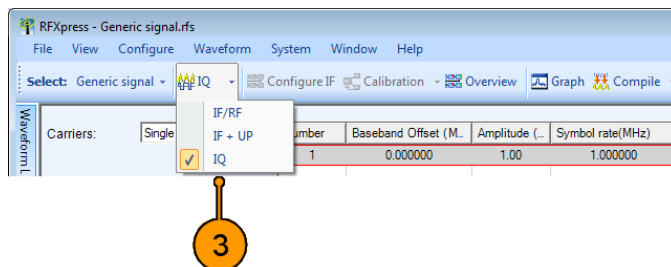 RFXpress - Generic signal.rfs
File View Configure Waveform System Window Help
Select: Generic signal IQ Configure IF Calibration Overview Graph Compile
IF/RF
IF + UP
IQ
Waveform L
Carriers: Single umber Baseband Offset (M... Amplitude (... Symbol rate(MHz)
1 0.000000 1.00 1.000000
3